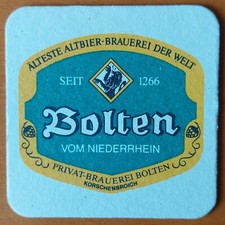 ÄLTESTE ALTBIER-BRAUEREI DER WELT
SEIT 1266
Bolten
VOM NIEDERRHEIN
PRIVAT-BRAUEREI BOLTEN
KORSCHENBROICH